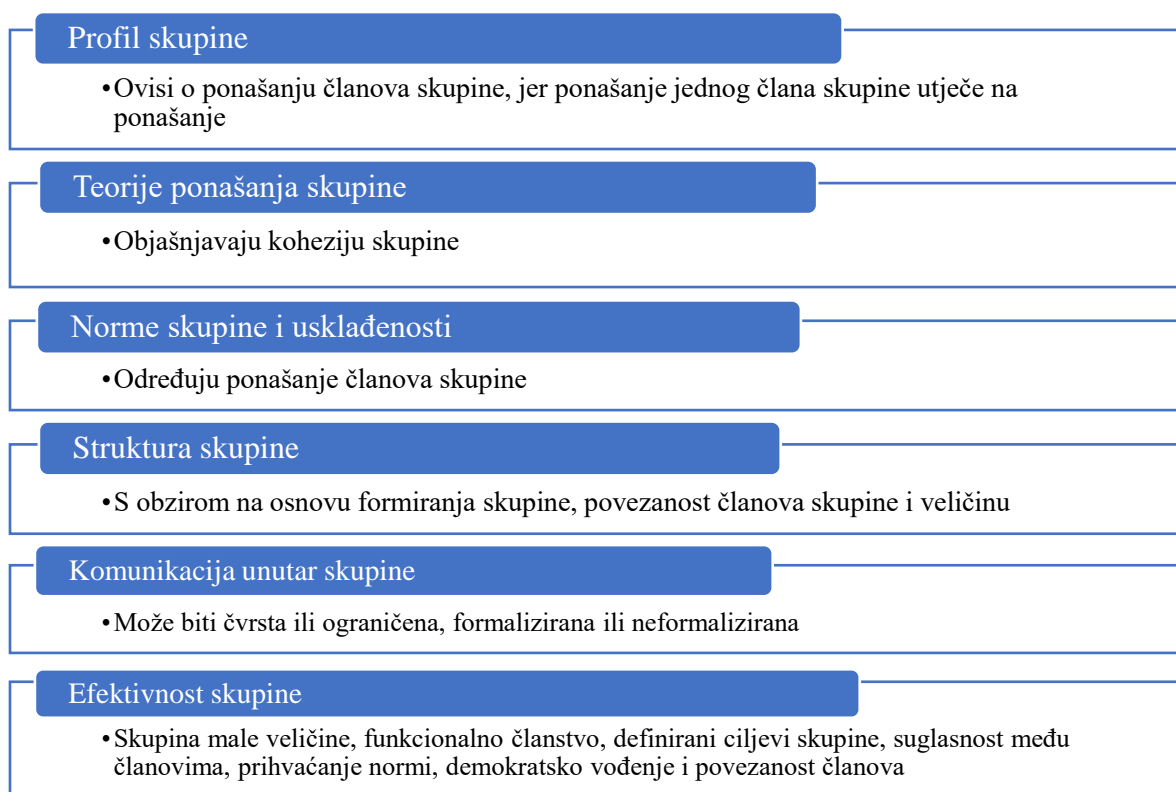 Profil skupine
•Ovisi o ponašanju članova skupine, jer ponašanje jednog člana skupine utječe na
ponašanje
Teorije ponašanja skupine
•Objašnjavaju koheziju skupine
Norme skupine i usklađenosti
•Određuju ponašanje članova skupine
Struktura skupine
•S obzirom na osnovu formiranja skupine, povezanost članova skupine i veličinu
Komunikacija unutar skupine
•Može biti čvrsta ili ograničena, formalizirana ili neformalizirana
Efektivnost skupine
•Skupina male veličine, funkcionalno članstvo, definirani ciljevi skupine, suglasnost među
članovima, prihvaćanje normi, demokratsko vođenje i povezanost članova